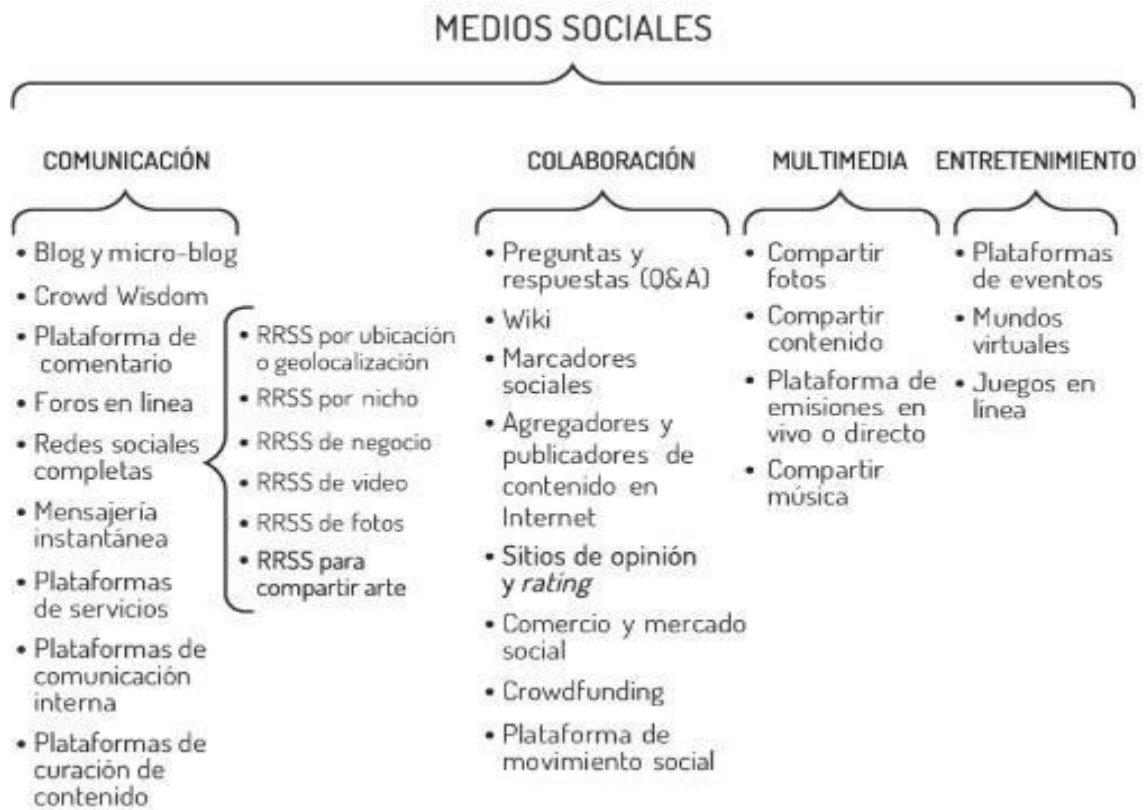 MEDIOS SOCIALES
COMUNICACIÓN
• Blog y micro-blog
• Crowd Wisdom
• Plataforma de
comentario
• Foros en linea
• Redes sociales
completas
• Mensajería
instantánea
• Plataformas
de servicios
• Plataformas de
comunicación
interna
• Plataformas de
curación de
contenido
• RRSS por ubicación
o geolocalización
• RRSS por nicho
• RRSS de negocio
• RRSS de video
• RRSS de fotos
• RRSS para
compartir arte
COLABORACIÓN
• Preguntas y
respuestas (Q&A)
• Wiki
• Marcadores
sociales
• Agregadores y
publicadores de
contenido en
Internet
• Sitios de opinión
y rating
• Comercio y mercado
social
• Crowdfunding
• Plataforma de
movimiento social
MULTIMEDIA
• Compartir
fotos
• Compartir
contenido
• Plataforma de
emisiones en
vivo o directo
• Compartir
música
ENTRETENIMIENTO
• Plataformas
de eventos
• Mundos
virtuales
• Juegos en
línea